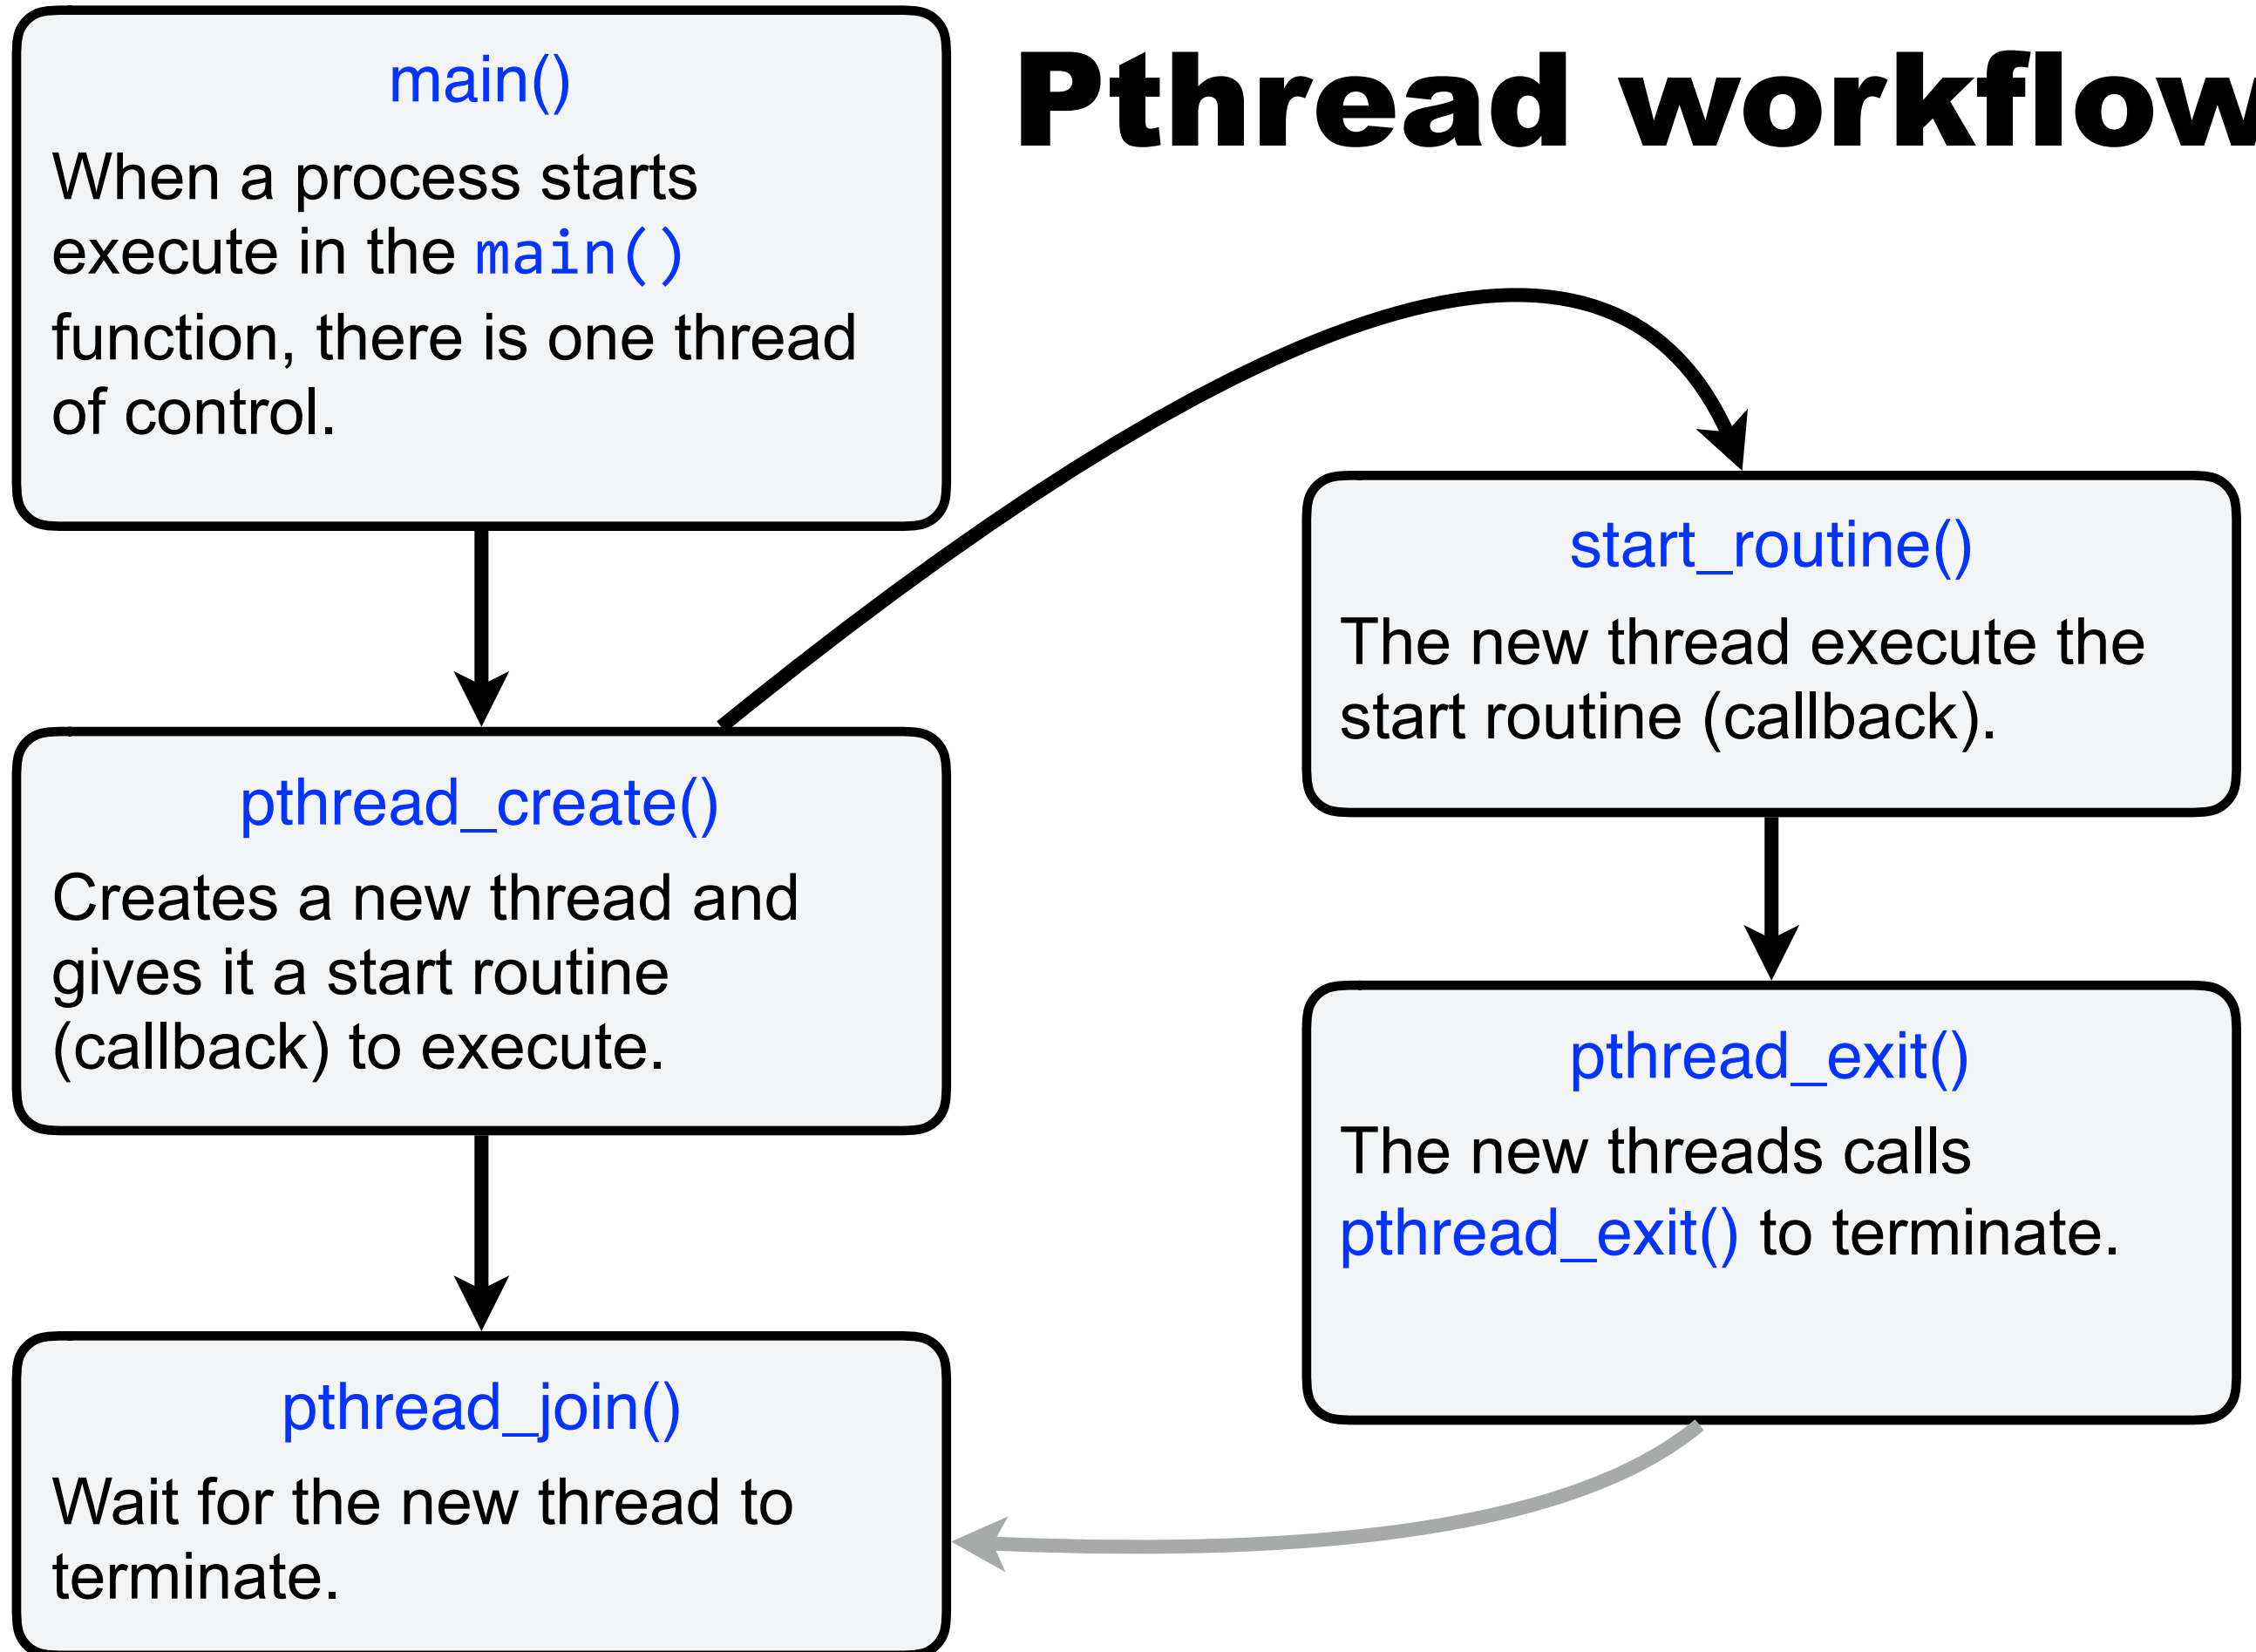 Pthread workflow
main()
When a process starts
execute in the main()
function, there is one thread
of control.
pthread_create()
Creates a new thread and
gives it a start routine
(callback) to execute.
pthread_join()
Wait for the new thread to
terminate.
start_routine()
The new thread execute the
start routine (callback).
pthread_exit()
The new threads calls
pthread_exit() to terminate.